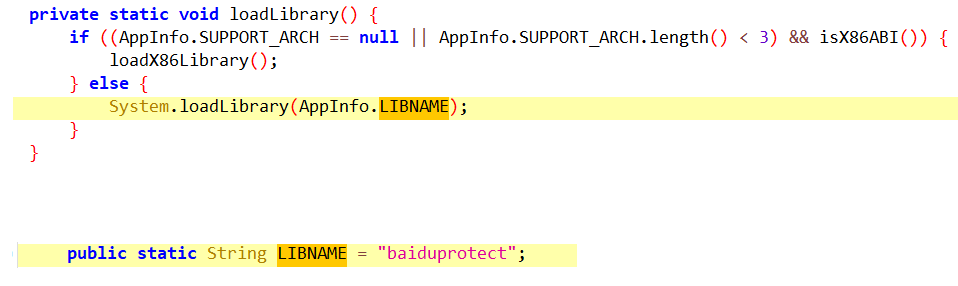 private static void loadLibrary() {
if ((AppInfo.SUPPORT_ARCH == null || AppInfo.SUPPORT_ARCH.length() < 3) && isX86ABI()) {
loadX86Library();
} else {
System.loadLibrary(AppInfo.LIBNAME);
}
}
public static String LIBNAME = "baiduprotect";